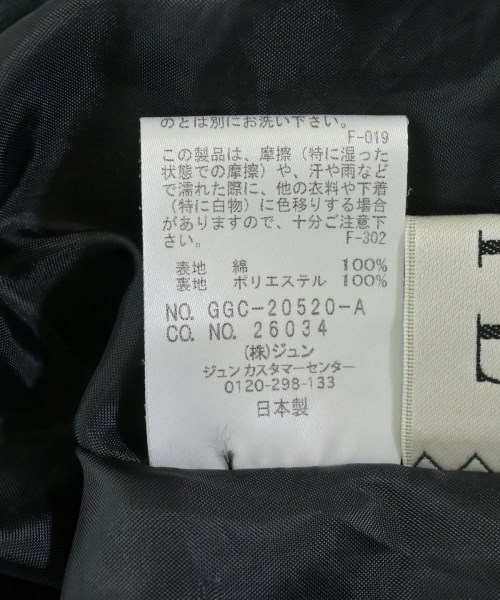 のとは別にお洗い下さい。
F-019
この製品は、摩擦（特に湿った
状態での摩擦）や、汗や雨など
で濡れた際に、他の衣料や下着
（特に白物）に色移りする場合
がありますので、十分ご注意下
さい。 F-302
表地 綿 100%
裏地 ポリエステル 100%
NO. GGC-20520-A
CO. NO. 26034
(株)ジュン
ジュンカスタマーセンター
0120-298-133
日本製